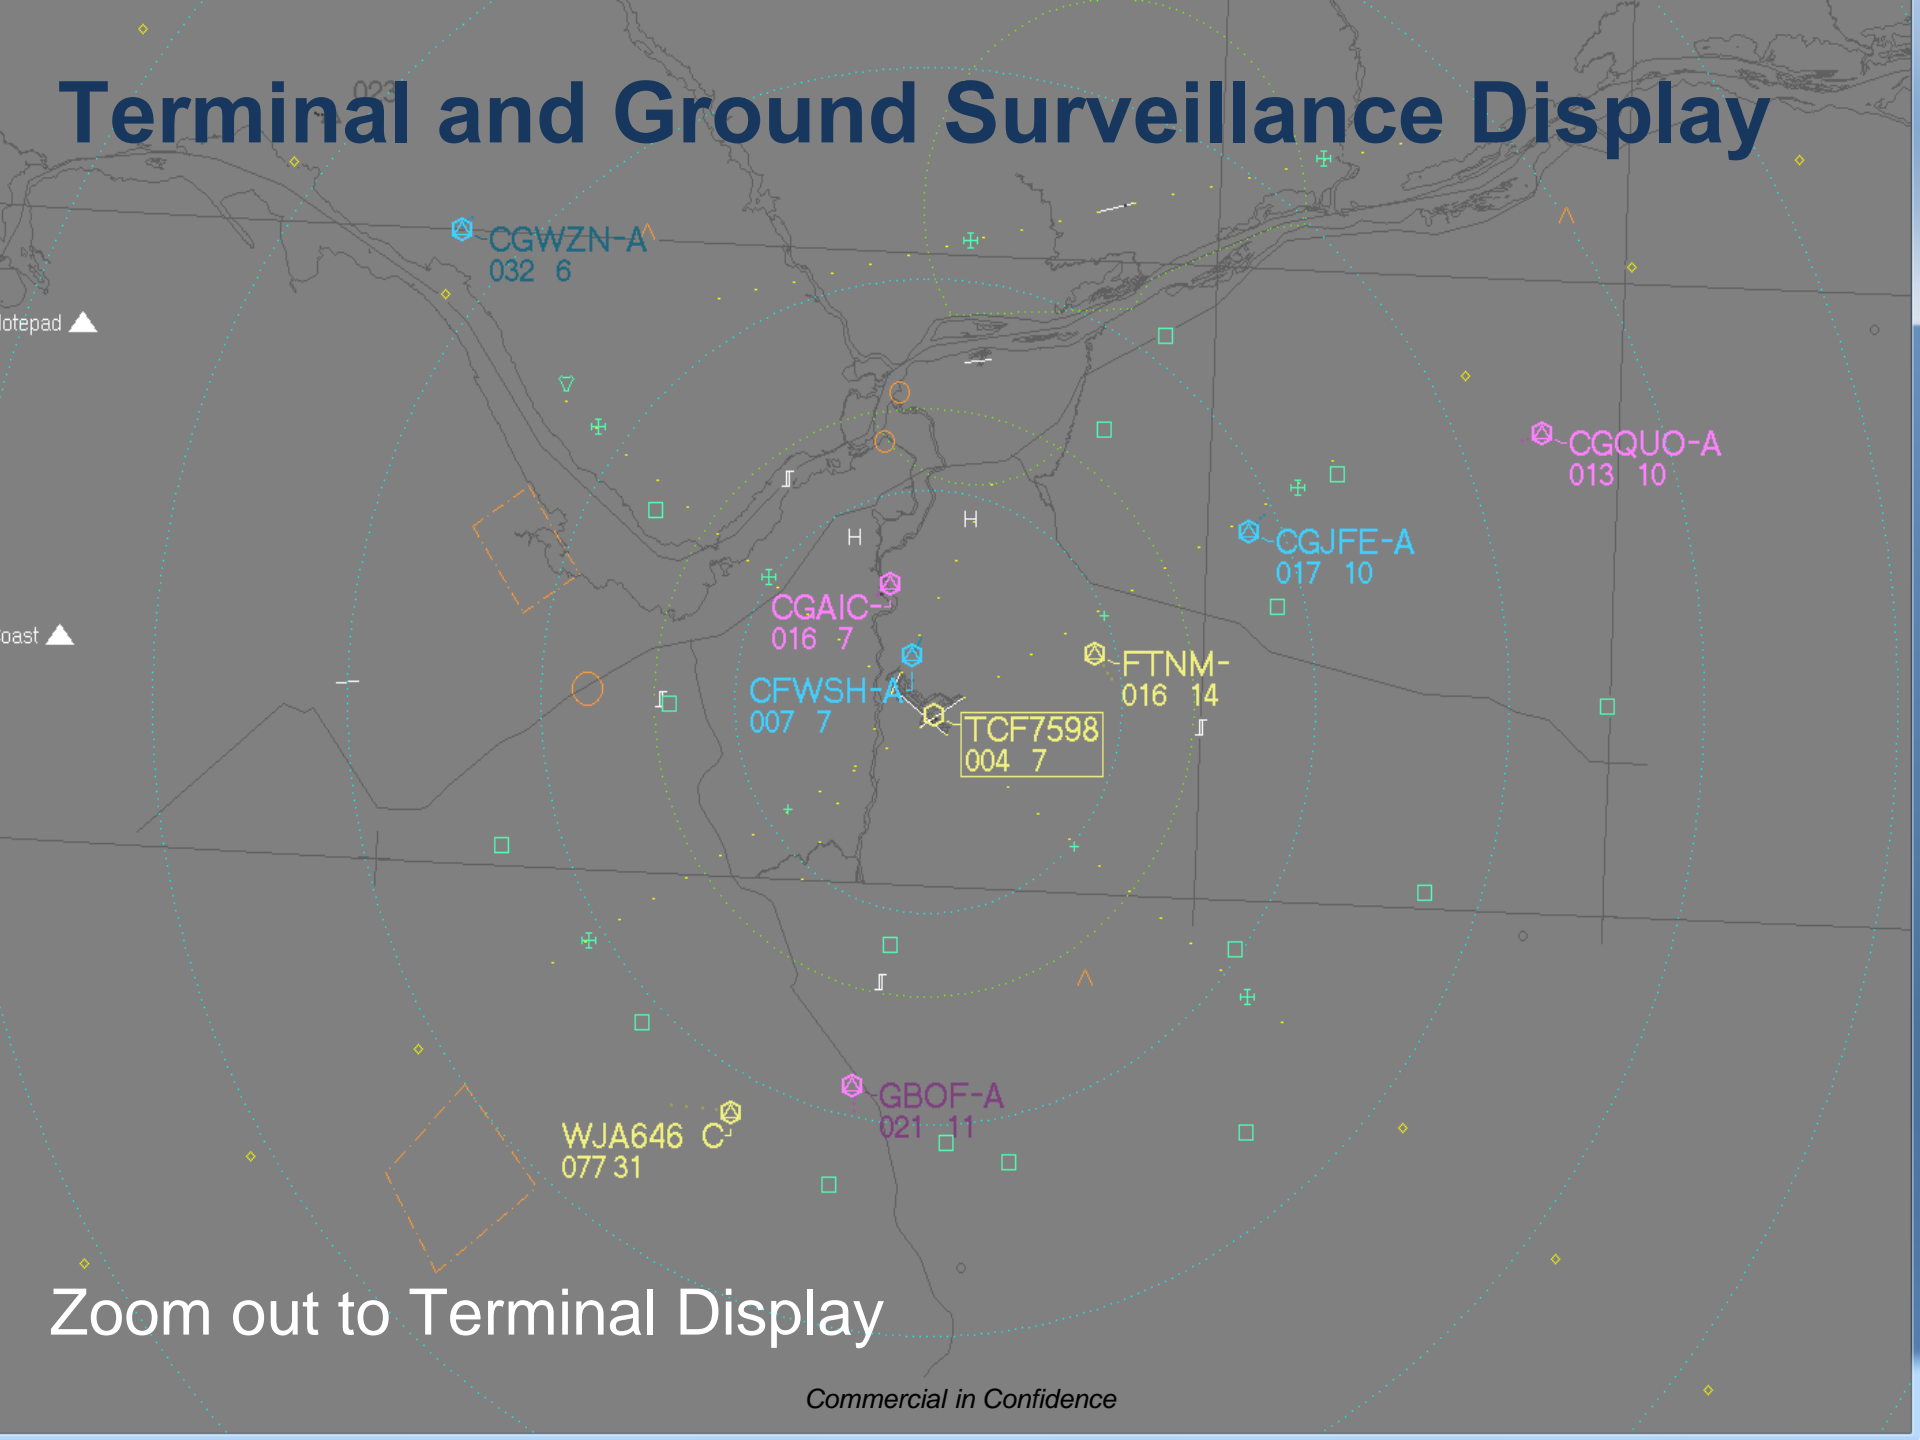 Terminal and Ground Surveillance Display
023
CGWZN-A
032 6
otepad
CGQUO-A
013 10
CGJFE-A
017 10
H
H
CGAIC-
016 7
oast
FTNM-
016 14
CFWSH-A
007 7
TCF7598
004 7
GBOF-A
021 11
WJA646 C
077 31
Zoom out to Terminal Display
Commercial in Confidence